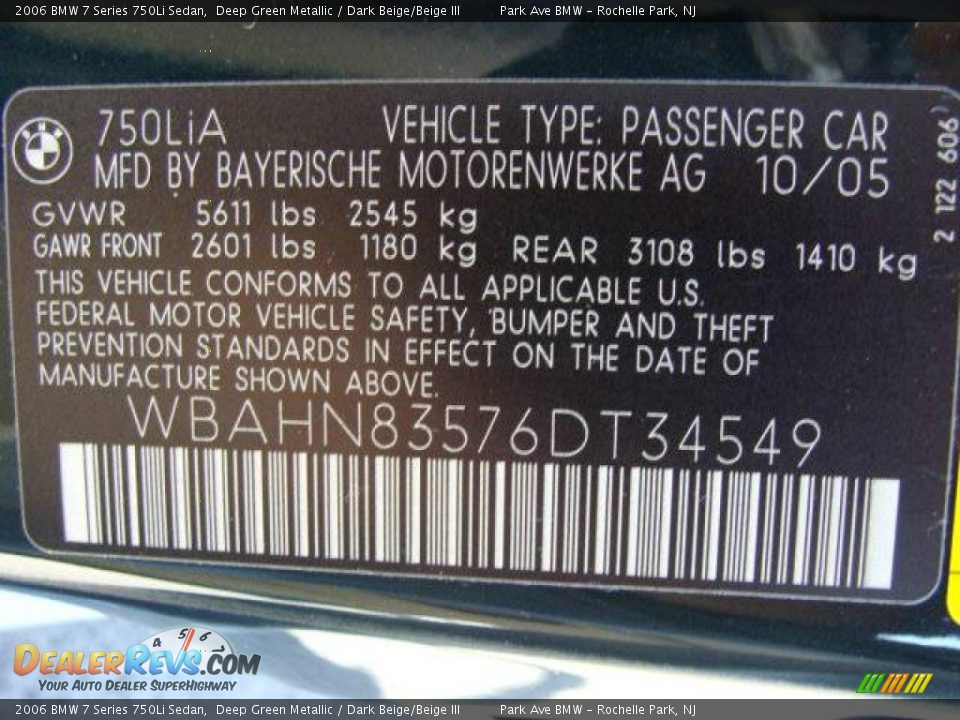 2006 BMW 7 Series 750Li Sedan, Deep Green Metallic / Dark Beige/Beige III Park Ave BMW - Rochelle Park, NJ
750LiA VEHICLE TYPE: PASSENGER CAR
MFD BY BAYERISCHE MOTORENWERKE AG 10/05
GVWR 5611 lbs 2545 kg
GAWR FRONT 2601 lbs 1180 kg REAR 3108 lbs 1410 kg
THIS VEHICLE CONFORMS TO ALL APPLICABLE U.S.
FEDERAL MOTOR VEHICLE SAFETY, BUMPER AND THEFT
PREVENTION STANDARDS IN EFFECT ON THE DATE OF
MANUFACTURE SHOWN ABOVE.
WBAHN83576DT34549
2 122 606
4 5 6
DEALERREVS.COM
YOUR AUTO DEALER SUPERHIGHWAY
2006 BMW 7 Series 750Li Sedan, Deep Green Metallic / Dark Beige/Beige III Park Ave BMW - Rochelle Park, NJ